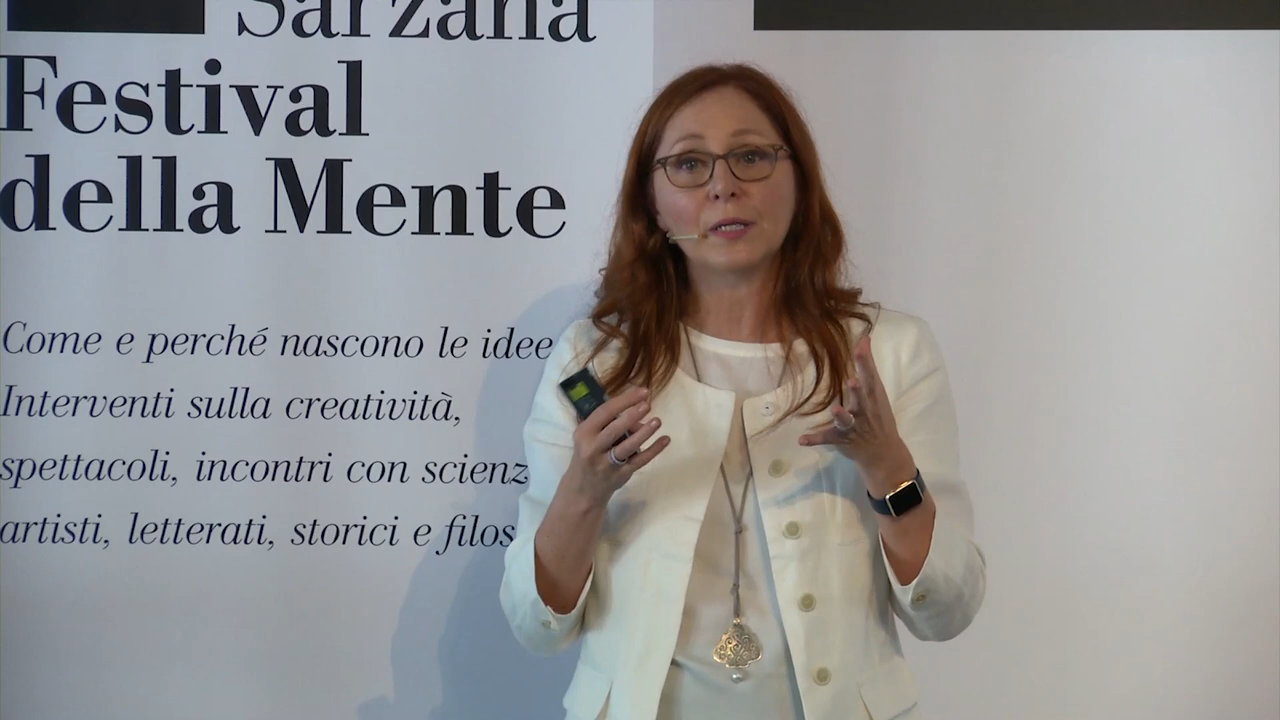 Sarzana
Festival
della Mente
Come e perché nascono le idee
Interventi sulla creatività,
spettacoli, incontri con scienz
artisti, letterati, storici e filos